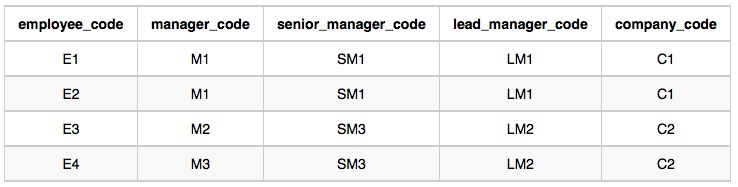 employee_code manager_code senior_manager_code lead_manager_code company_code
E1 M1 SM1 LM1 C1
E2 M1 SM1 LM1 C1
E3 M2 SM3 LM2 C2
E4 M3 SM3 LM2 C2